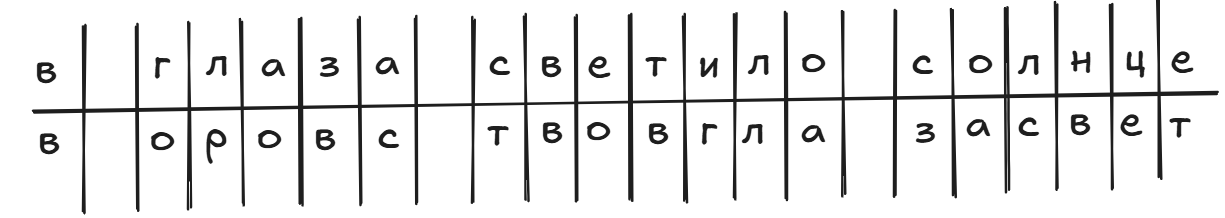 в глаза светило солнце
в оровс твовгла засвет